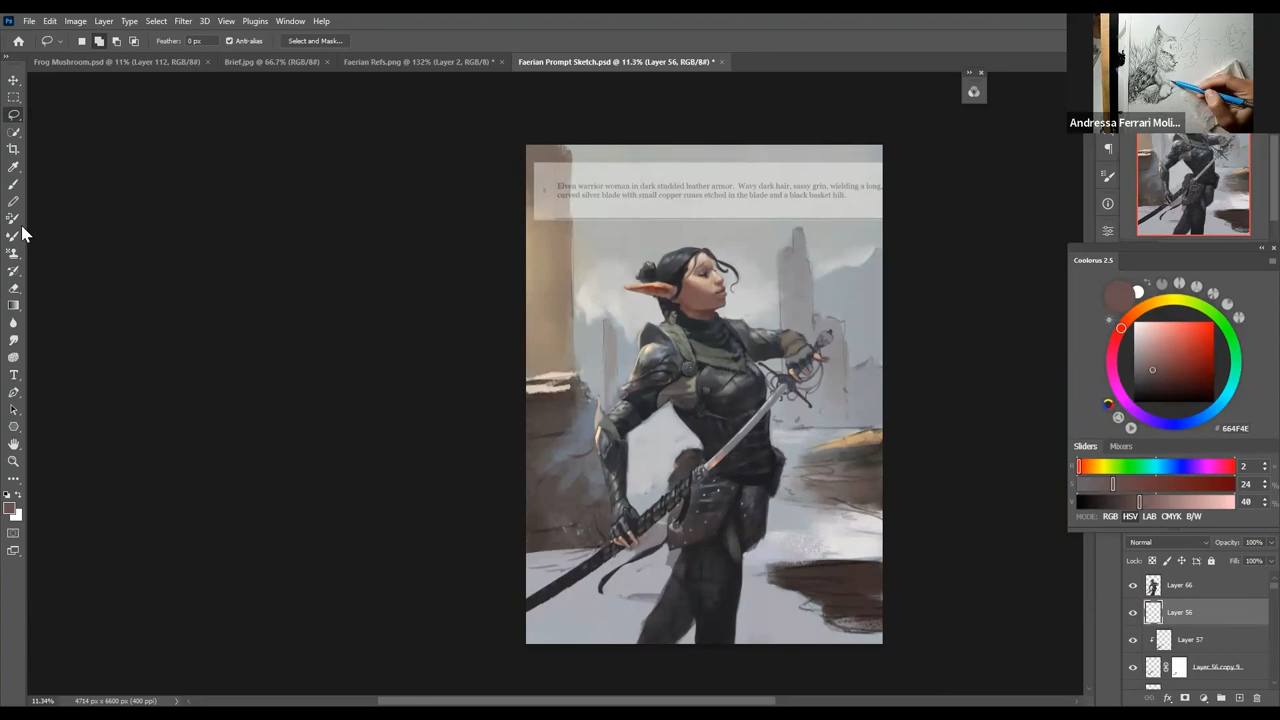 File Edit Image Layer Type Select Filter 3D View Plugins Window Help
Feather: 0 px Anti-alias Select and Mask...
Frog Mushroom.psd @ 11% (Layer 112, RGB/8#) × Brief.jpg @ 66.7% (RGB/8#) × Faerian Refs.png @ 132% (Layer 2, RGB/8) * × Faerian Prompt Sketch.psd @ 11.3% (Layer 56, RGB/8#) * ×
Andressa Ferrari Moli...
Elven warrior woman in dark studded leather armor. Wavy dark hair, sassy grin, wielding a long,
curved silver blade with small copper runes etched in the blade and a black basket hilt.
Coolorus 2.5
# 664F4E
Sliders Mixers
H 2
S 24 %
V 40 %
MODE: RGB HSV LAB CMYK B/W
Normal Opacity: 100%
Lock: Fill: 100%
Layer 66
Layer 56
Layer 57
Layer 56 copy 9
11.34% 4714 px x 6600 px (400 ppi)